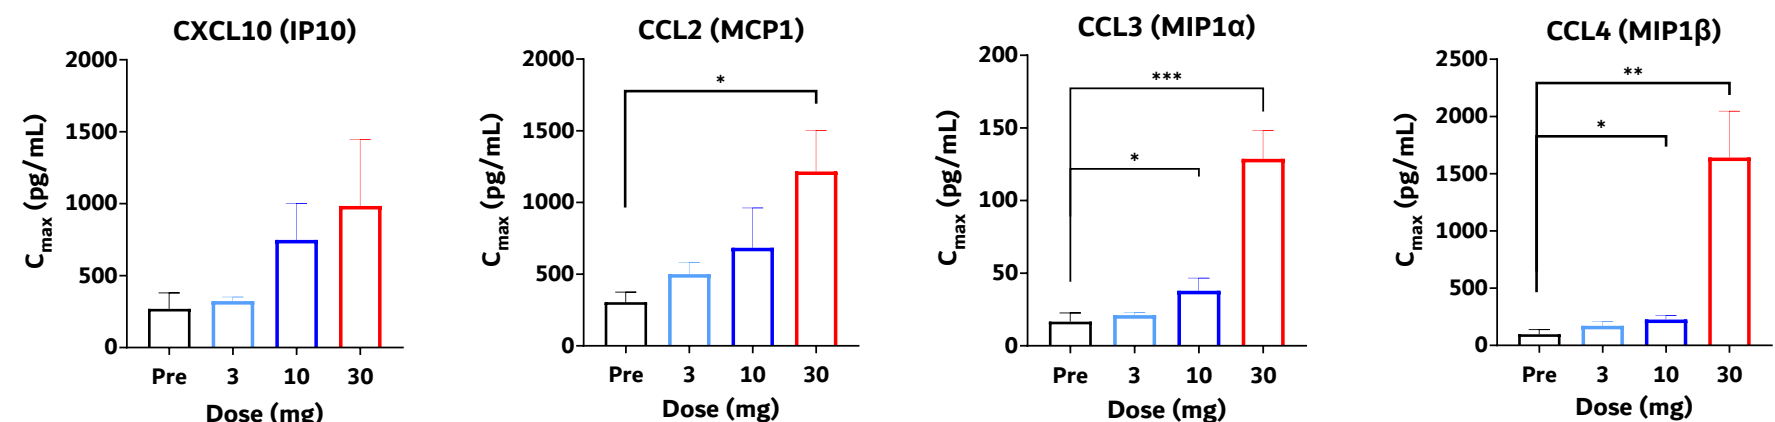 CXCL10 (IP10)
2000
1500
1000
500
0
Cmax (pg/mL)
Pre 3 10 30
Dose (mg)
CCL2 (MCP1)
2000
1500
1000
500
0
Cmax (pg/mL)
*
Pre 3 10 30
Dose (mg)
CCL3 (MIP1α)
200
150
100
50
0
Cmax (pg/mL)
***
*
Pre 3 10 30
Dose (mg)
CCL4 (MIP1β)
2500
2000
1500
1000
500
0
Cmax (pg/mL)
**
*
Pre 3 10 30
Dose (mg)